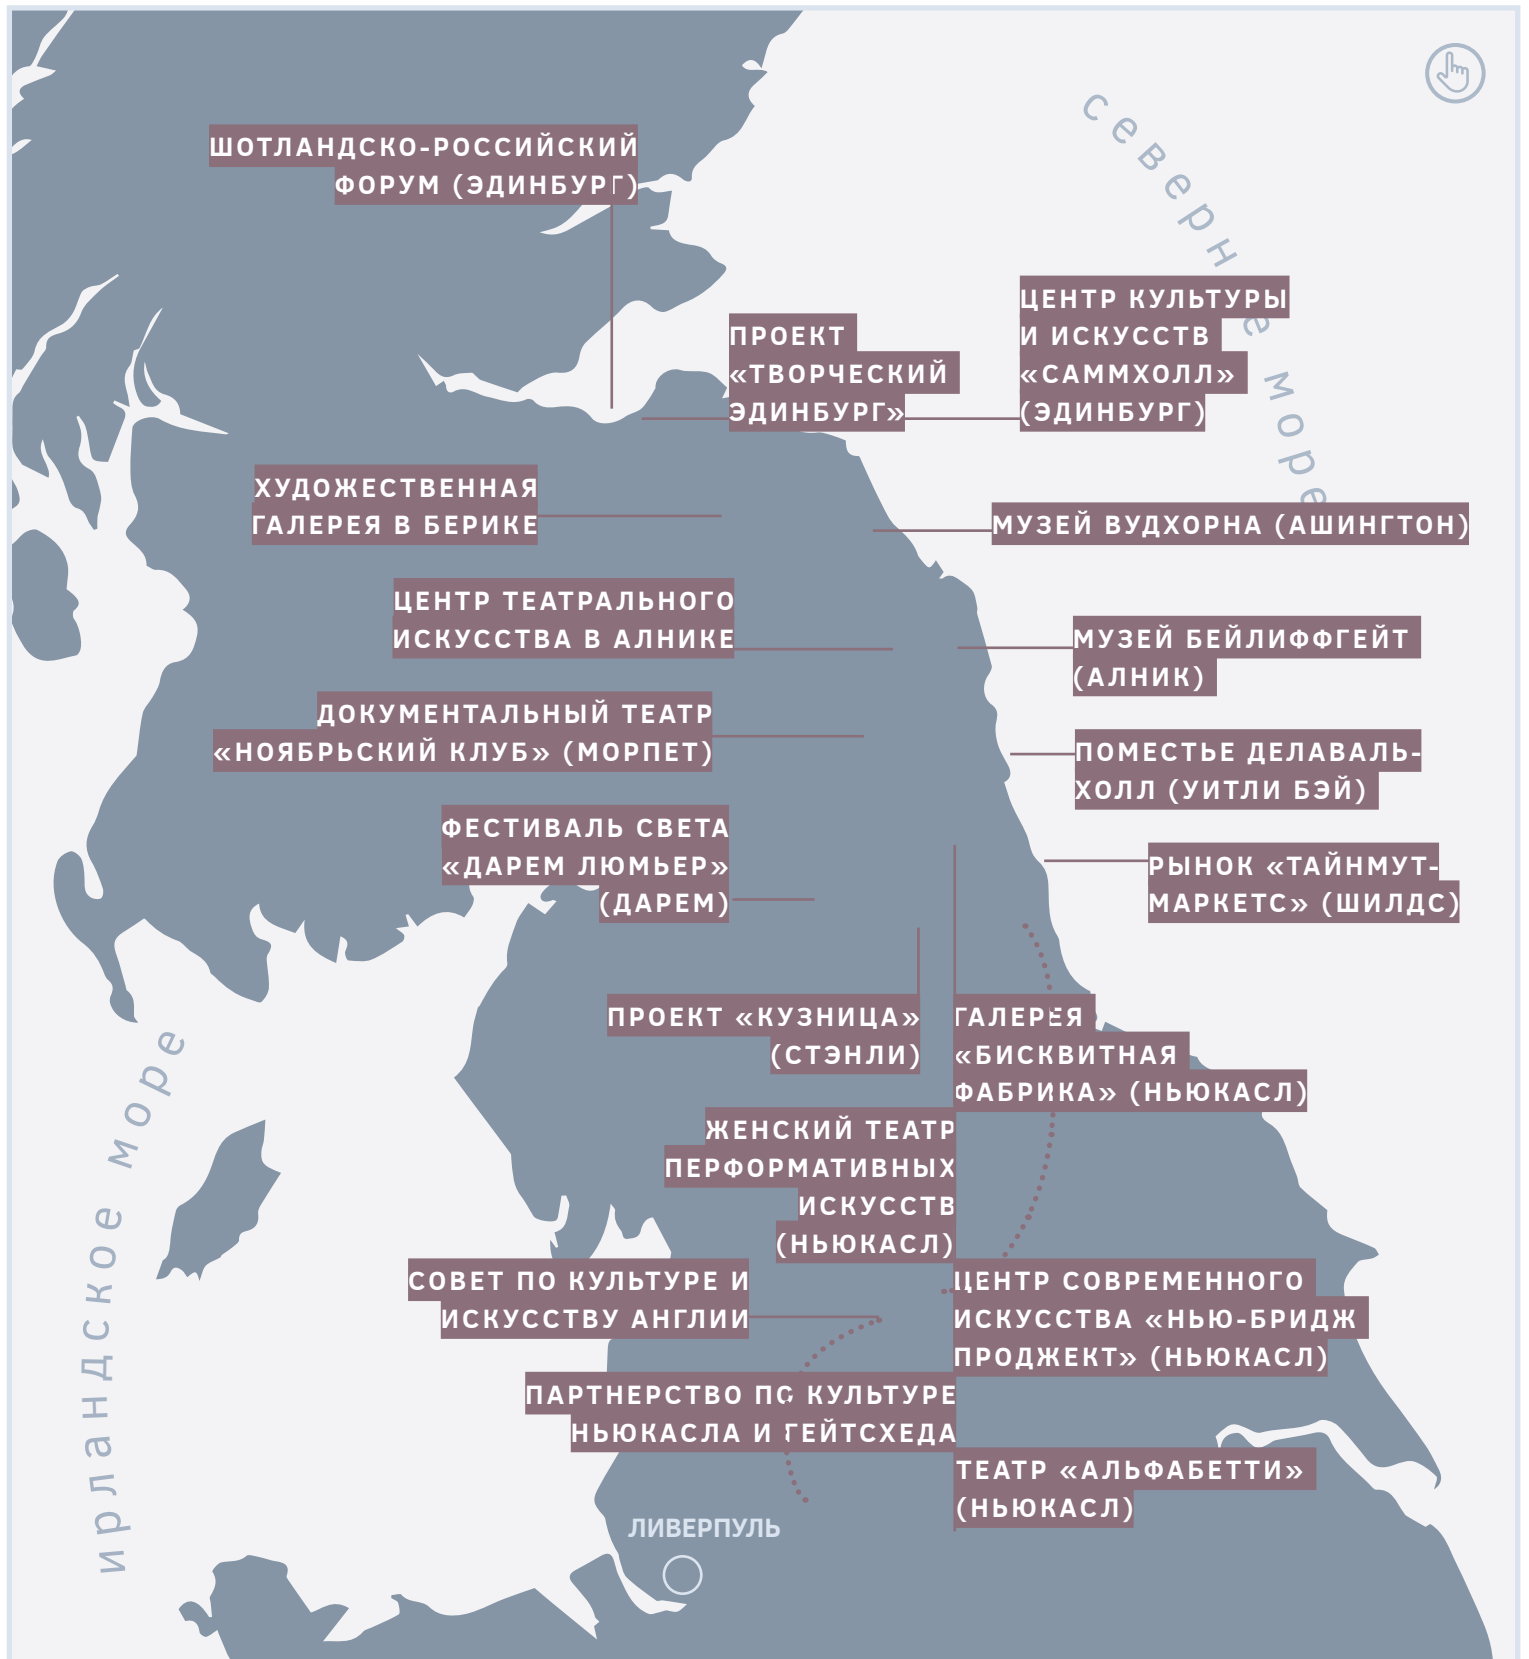 северное море
ШОТЛАНДСКО-РОССИЙСКИЙ
ФОРУМ (ЭДИНБУРГ)
ПРОЕКТ
«ТВОРЧЕСКИЙ
ЭДИНБУРГ»
ЦЕНТР КУЛЬТУРЫ
И ИСКУССТВ
«САММХОЛЛ»
(ЭДИНБУРГ)
ХУДОЖЕСТВЕННАЯ
ГАЛЕРЕЯ В БЕРИКЕ
МУЗЕЙ ВУДХОРНА (АШИНГТОН)
ЦЕНТР ТЕАТРАЛЬНОГО
ИСКУССТВА В АЛНИКЕ
МУЗЕЙ БЕЙЛИФФГЕЙТ
(АЛНИК)
ДОКУМЕНТАЛЬНЫЙ ТЕАТР
«НОЯБРЬСКИЙ КЛУБ» (МОРПЕТ)
ПОМЕСТЬЕ ДЕЛАВАЛЬ-
ХОЛЛ (УИТЛИ БЭЙ)
ФЕСТИВАЛЬ СВЕТА
«ДАРЕМ ЛЮМЬЕР»
(ДАРЕМ)
РЫНОК «ТАЙНМУТ-
МАРКЕТС» (ШИЛДС)
ПРОЕКТ «КУЗНИЦА»
(СТЭНЛИ)
ГАЛЕРЕЯ
«БИСКВИТНАЯ
ФАБРИКА» (НЬЮКАСЛ)
ЖЕНСКИЙ ТЕАТР
ПЕРФОРМАТИВНЫХ
ИСКУССТВ
(НЬЮКАСЛ)
СОВЕТ ПО КУЛЬТУРЕ И
ИСКУССТВУ АНГЛИИ
ЦЕНТР СОВРЕМЕННОГО
ИСКУССТВА «НЬЮ-БРИДЖ
ПРОДЖЕКТ» (НЬЮКАСЛ)
ПАРТНЕРСТВО ПО КУЛЬТУРЕ
НЬЮКАСЛА И ГЕЙТСХЕДА
ТЕАТР «АЛЬФАБЕТТИ»
(НЬЮКАСЛ)
ирландское море
ЛИВЕРПУЛЬ